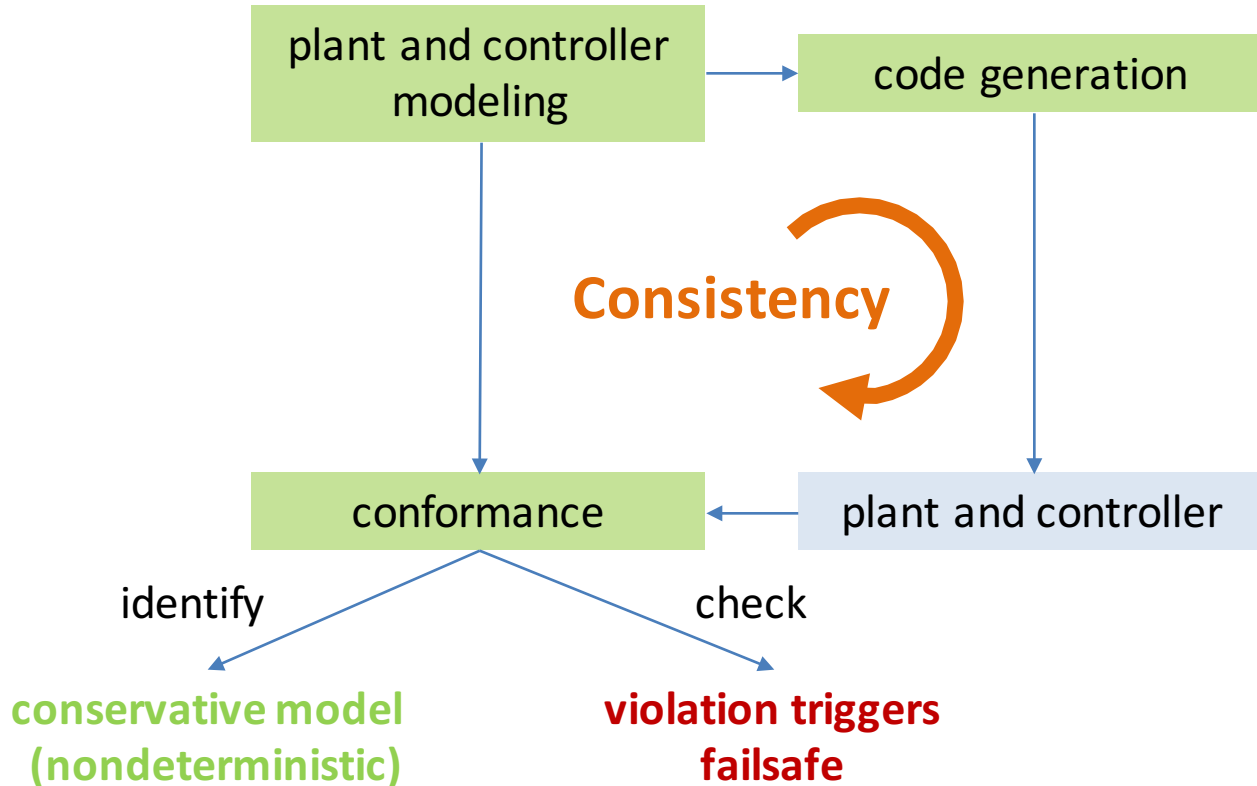 plant and controller
modeling
code generation
Consistency
conformance
plant and controller
identify
check
conservative model
(nondeterministic)
violation triggers
failsafe